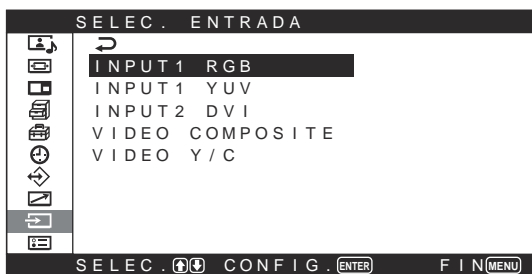 SELEC. ENTRADA
INPUT1 RGB
INPUT1 YUV
INPUT2 DVI
VIDEO COMPOSITE
VIDEO Y/C
SELEC. CONFIG. ENTER FIN MENU